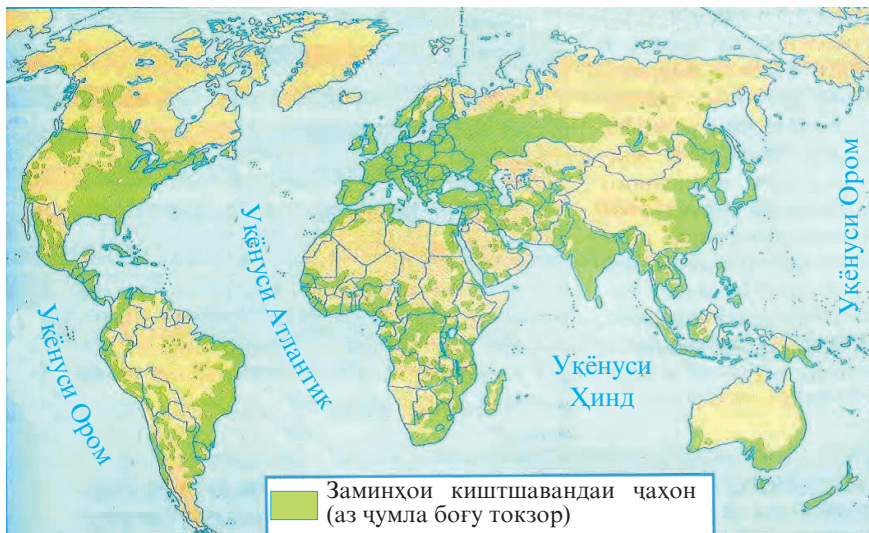 Уқёнуси Ором
Уқёнуси Атлантик
Уқёнуси
Ҳинд
Уқёнуси Ором
Заминҳои киштшавандаи ҷаҳон
(аз ҷумла боғу токзор)